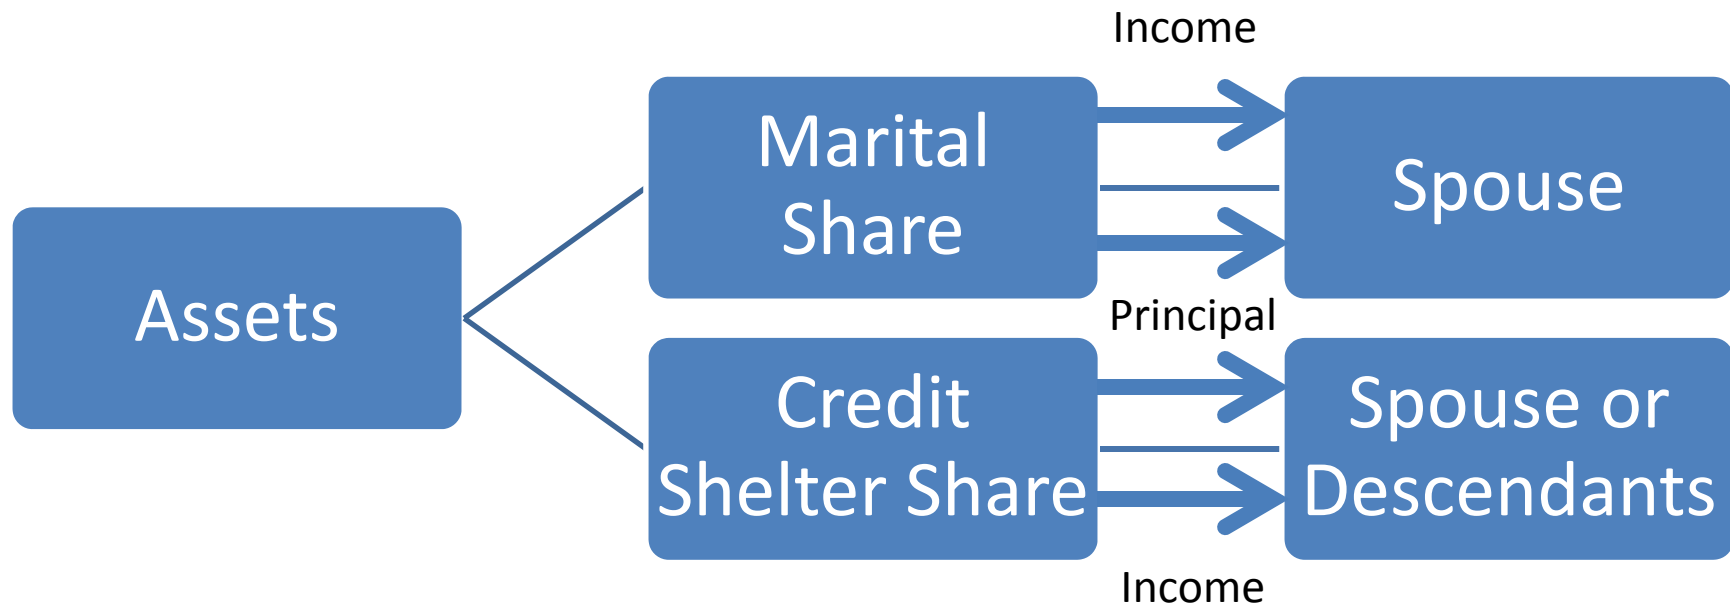 Income
Marital
Share
Spouse
Assets
Principal
Credit
Shelter Share
Spouse or
Descendants
Income